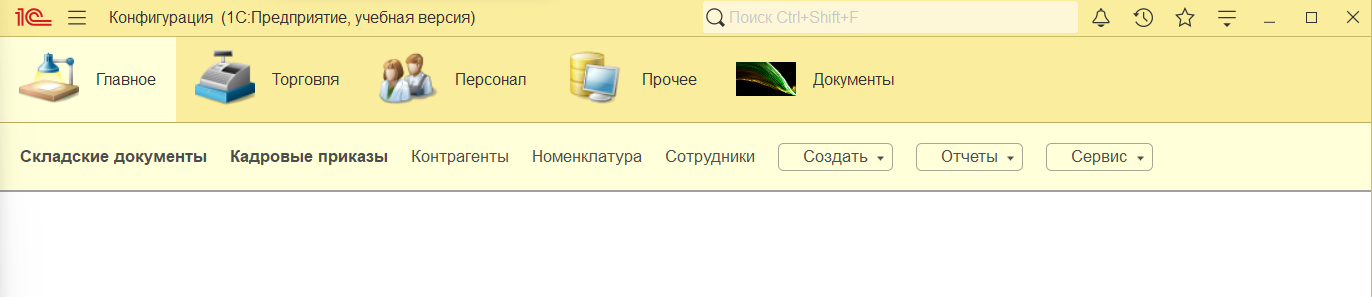 1С Конфигурация (1С:Предприятие, учебная версия) Поиск Ctrl+Shift+F
Главное Торговля Персонал Прочее Документы
Складские документы Кадровые приказы Контрагенты Номенклатура Сотрудники Создать Отчеты Сервис